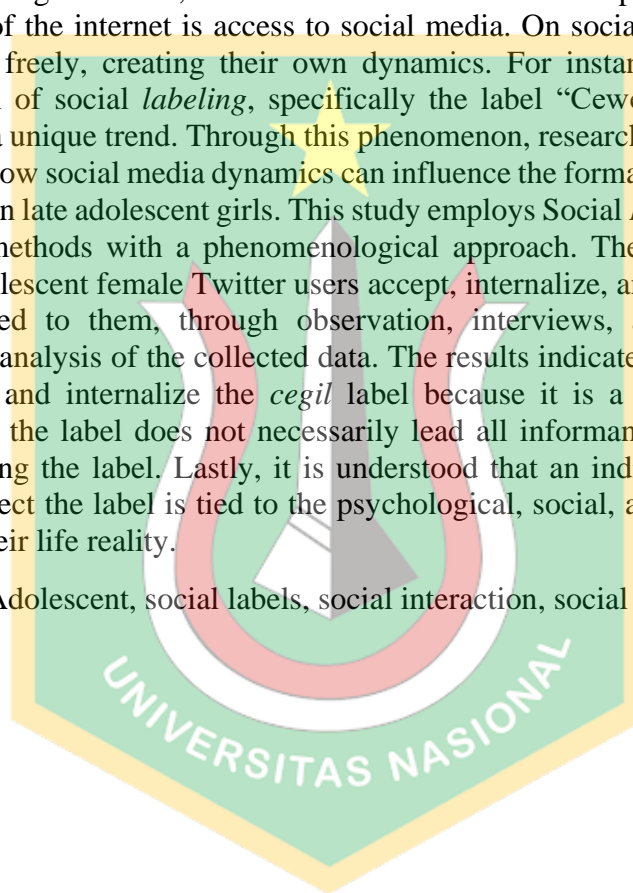 of the internet is access to social media. On social
freely, creating their own dynamics. For instan
of social labeling, specifically the label “Cewe
a unique trend. Through this phenomenon, research
ow social media dynamics can influence the forma
n late adolescent girls. This study employs Social A
methods with a phenomenological approach. The
lescent female Twitter users accept, internalize, an
ed to them, through observation, interviews,
analysis of the collected data. The results indicate
and internalize the cegil label because it is a
the label does not necessarily lead all informan
ng the label. Lastly, it is understood that an ind
ect the label is tied to the psychological, social, a
eir life reality.
Adolescent, social labels, social interaction, social
UNIVERSITAS NASIONAL